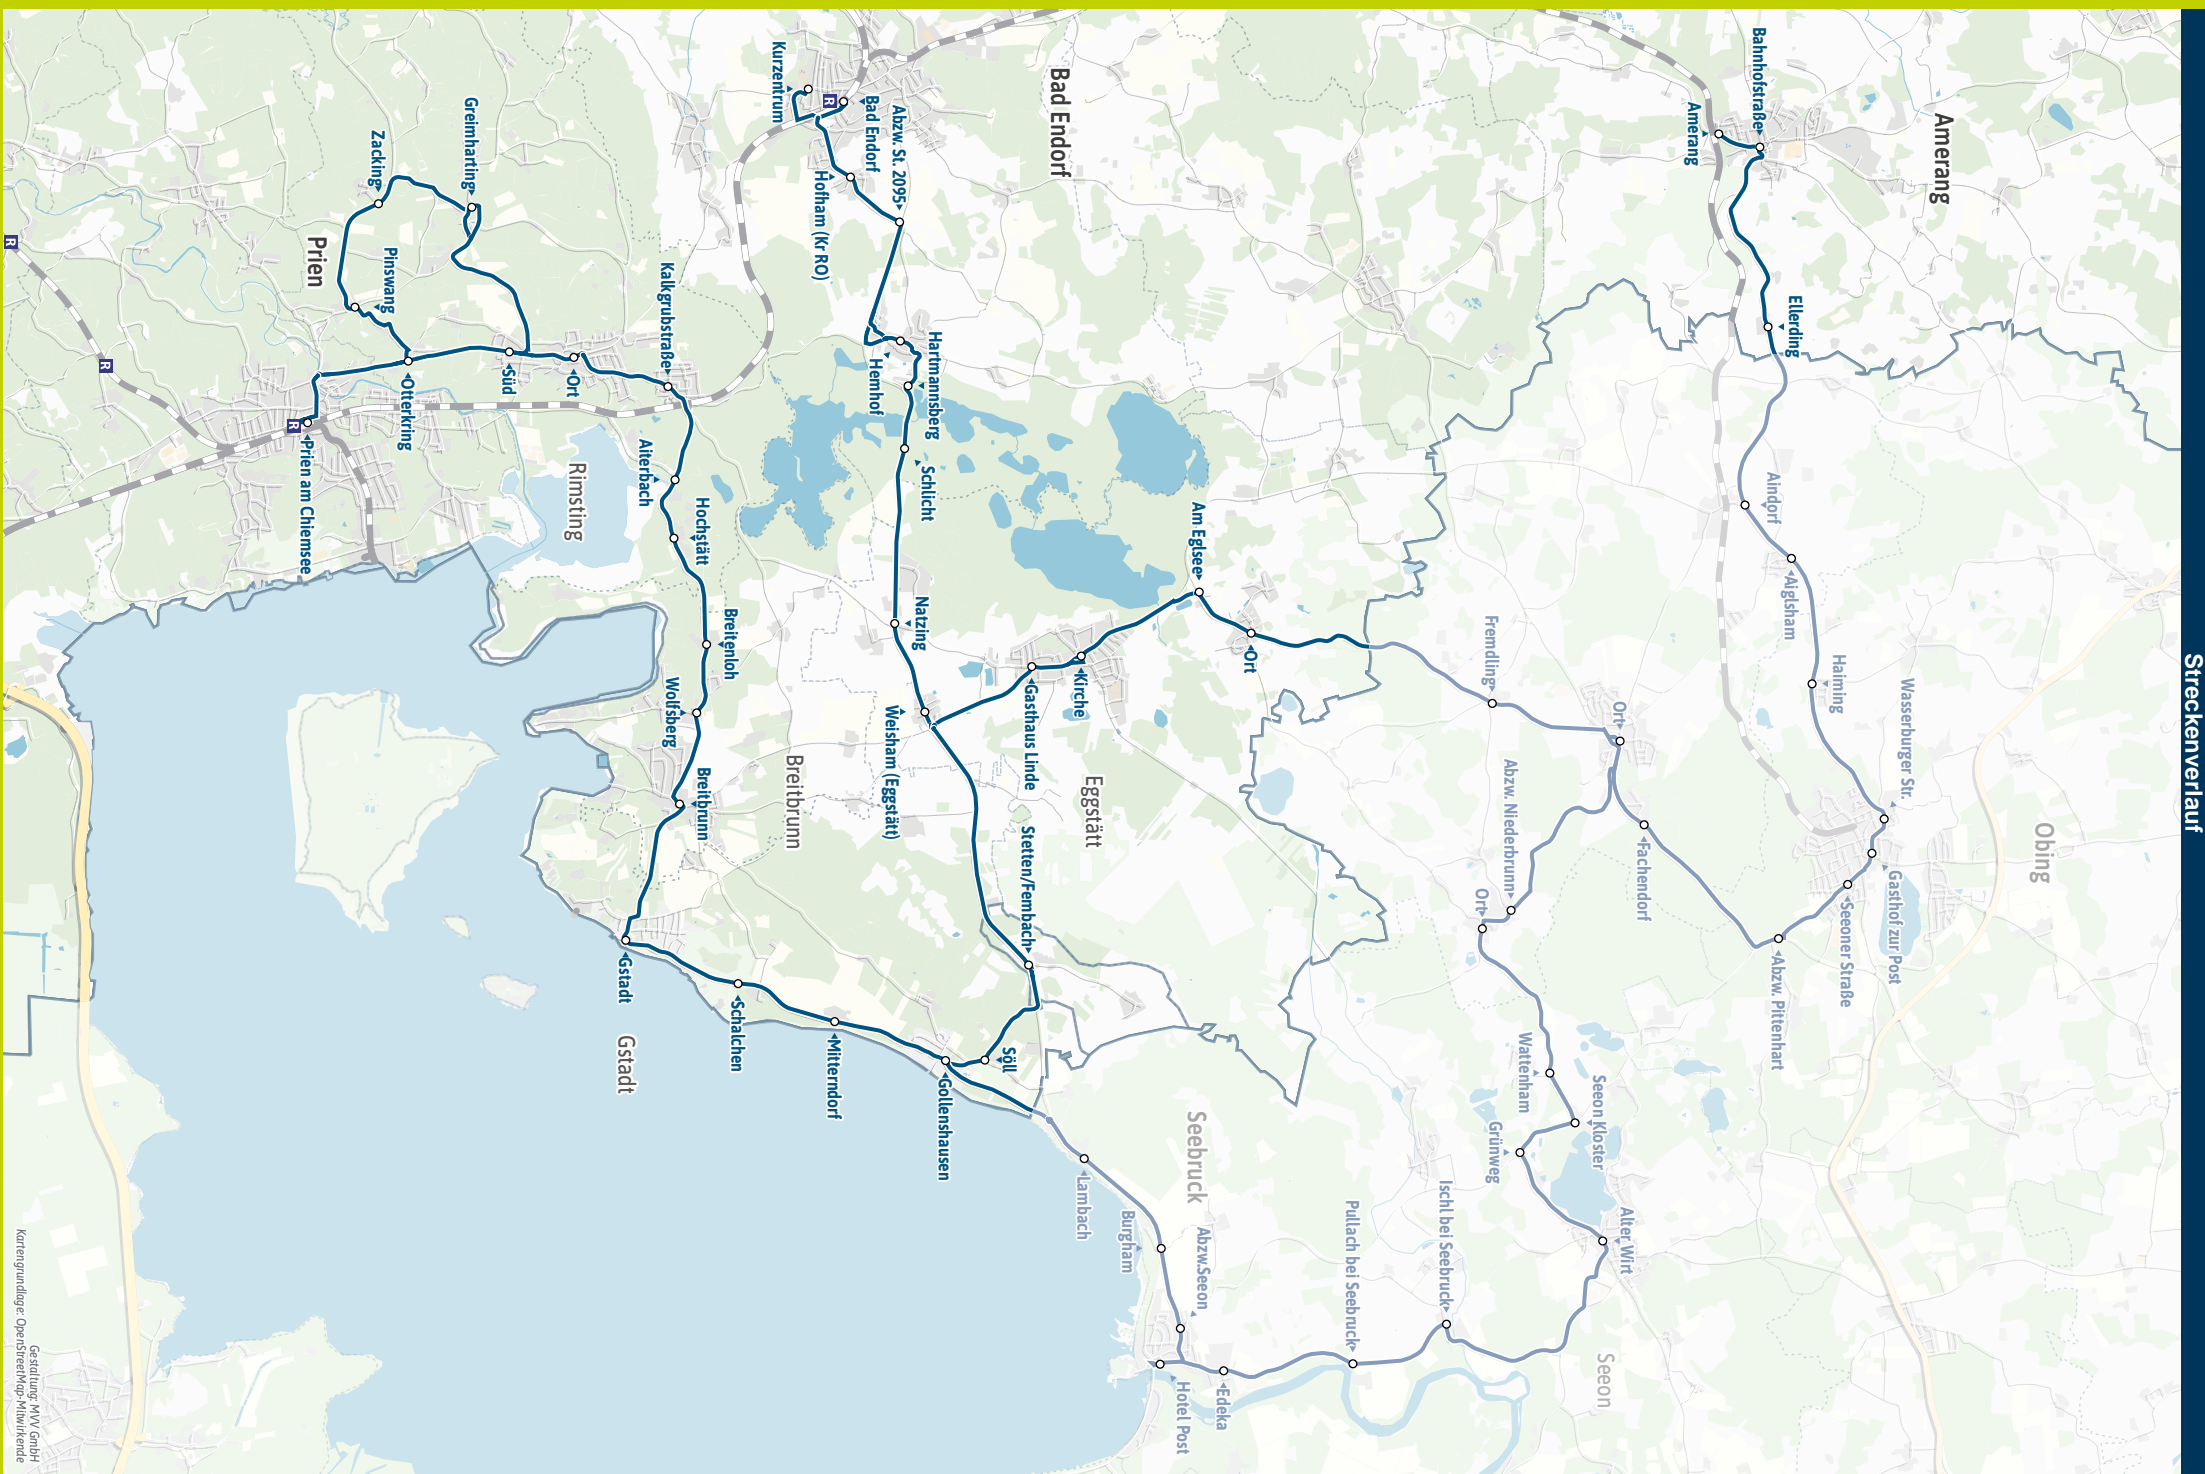 Streckenverlauf
Amerang
Bahnhofstraße
Amerang
Ellerding
Aindorf
Aiglsham
Haiming
Wasserburger Str.
Obing
Gasthof zur Post
Seeoner Straße
Abzw. Pittenhart
Fachendorf
Ort
Fremdling
Abzw. Niederbrunn
Ort
Wattenham
Seeon Kloster
Grünweg
Alter Wirt
Seeon
Ischl bei Seebruck
Pullach bei Seebruck
Seebruck
Abzw.Seeon
Edeka
Hotel Post
Burgham
Lambach
Bad Endorf
Kurzentrum
R
Bad Endorf
Abzw. St. 2095
Hofham (Kr RO)
Hartmannsberg
Hemhof
Schlicht
Natzing
Weisham (Eggstätt)
Am Eglsee
Ort
Kirche
Gasthaus Linde
Eggstätt
Stetten/Fembach
Söll
Gollenshausen
Mitterndorf
Schalchen
Gstadt
Gstadt
Breitbrunn
Breitbrunn
Wolfsberg
Breitenloh
Hochstätt
Aiterbach
Rimsting
Kalkgrubstraße
Ort
Süd
Greimharting
Zacking
Prien
Pinswang
Otterkring
R
Prien am Chiemsee
R
R
Gestaltung: MVV GmbH
Kartengrundlage: OpenStreetMap-Mitwirkende